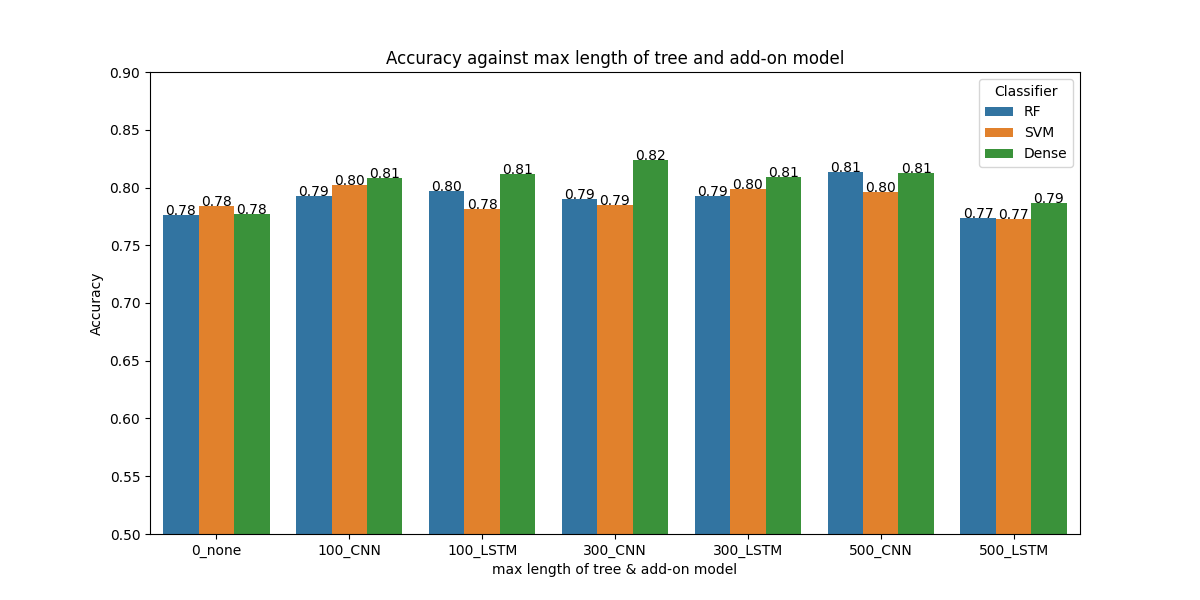 Accuracy against max length of tree and add-on model
Classifier
RF
SVM
Dense
Accuracy
0.90
0.85
0.80
0.75
0.70
0.65
0.60
0.55
0.50
0.78 0.78 0.78
0.79 0.80 0.81
0.80 0.78 0.81
0.79 0.79 0.82
0.79 0.80 0.81
0.81 0.80 0.81
0.77 0.77 0.79
0_none 100_CNN 100_LSTM 300_CNN 300_LSTM 500_CNN 500_LSTM
max length of tree & add-on model